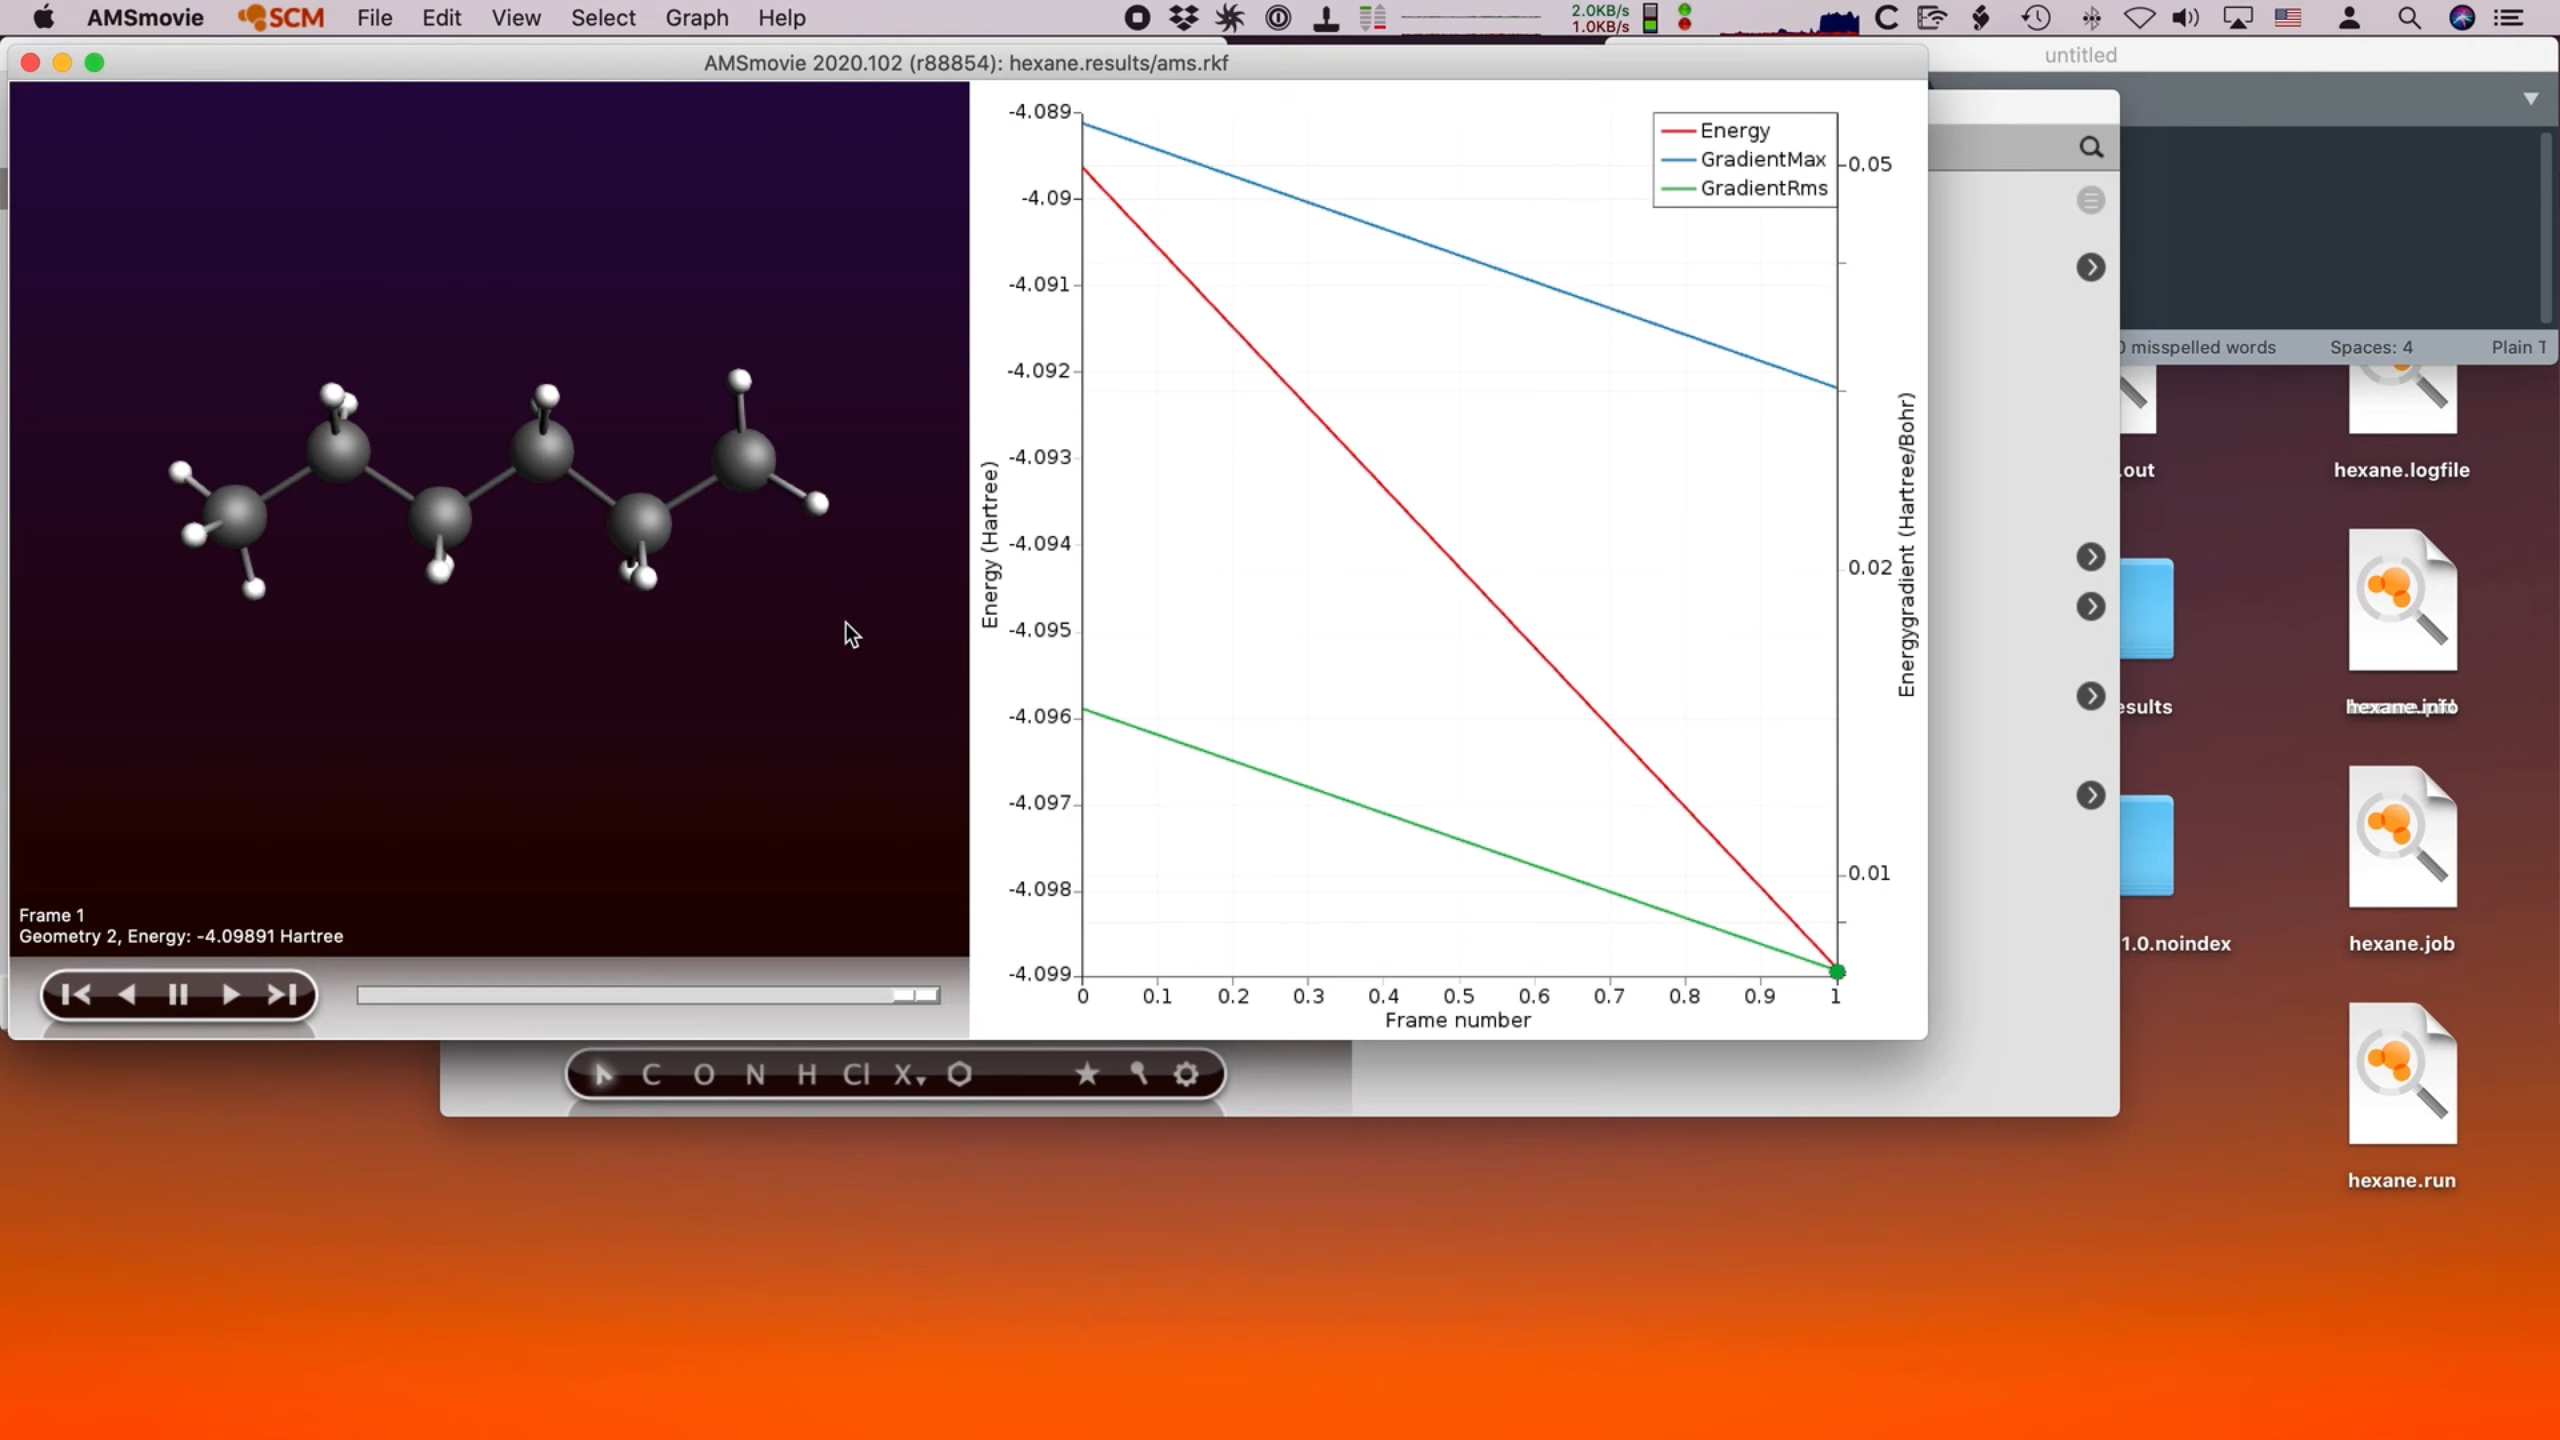 AMSmovie SCM File Edit View Select Graph Help
2.0KB/s
1.0KB/s
untitled
AMSmovie 2020.102 (r88854): hexane.results/ams.rkf
Energy
GradientMax
GradientRms
-4.089
-4.09
-4.091
-4.092
-4.093
-4.094
-4.095
-4.096
-4.097
-4.098
-4.099
Energy (Hartree)
0.05
0.02
0.01
Energygradient (Hartree/Bohr)
0 0.1 0.2 0.3 0.4 0.5 0.6 0.7 0.8 0.9 1
Frame number
Frame 1
Geometry 2, Energy: -4.09891 Hartree
C O N H Cl X
0 misspelled words Spaces: 4 Plain T
.out
hexane.logfile
esults
1.0.noindex
hexane.job
hexane.run